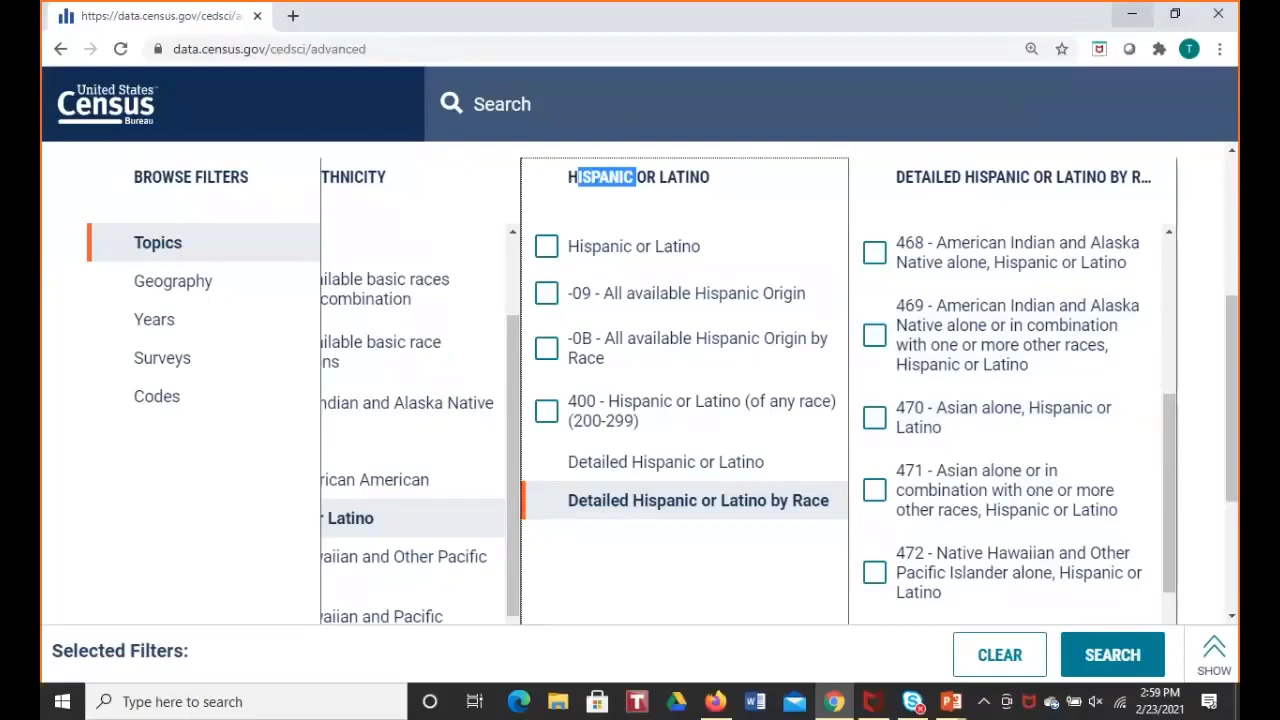 https://data.census.gov/cedsci/a
data.census.gov/cedsci/advanced
T
United States
Census
Bureau
Search
BROWSE FILTERS
Topics
Geography
Years
Surveys
Codes
THNICITY
ilable basic races
combination
ilable basic race
ns
ndian and Alaska Native
rican American
r Latino
vaiian and Other Pacific
vaiian and Pacific
HISPANIC OR LATINO
Hispanic or Latino
-09 - All available Hispanic Origin
-0B - All available Hispanic Origin by
Race
400 - Hispanic or Latino (of any race)
(200-299)
Detailed Hispanic or Latino
Detailed Hispanic or Latino by Race
DETAILED HISPANIC OR LATINO BY R...
468 - American Indian and Alaska
Native alone, Hispanic or Latino
469 - American Indian and Alaska
Native alone or in combination
with one or more other races,
Hispanic or Latino
470 - Asian alone, Hispanic or
Latino
471 - Asian alone or in
combination with one or more
other races, Hispanic or Latino
472 - Native Hawaiian and Other
Pacific Islander alone, Hispanic or
Latino
Selected Filters:
CLEAR
SEARCH
SHOW
Type here to search
2:59 PM
2/23/2021